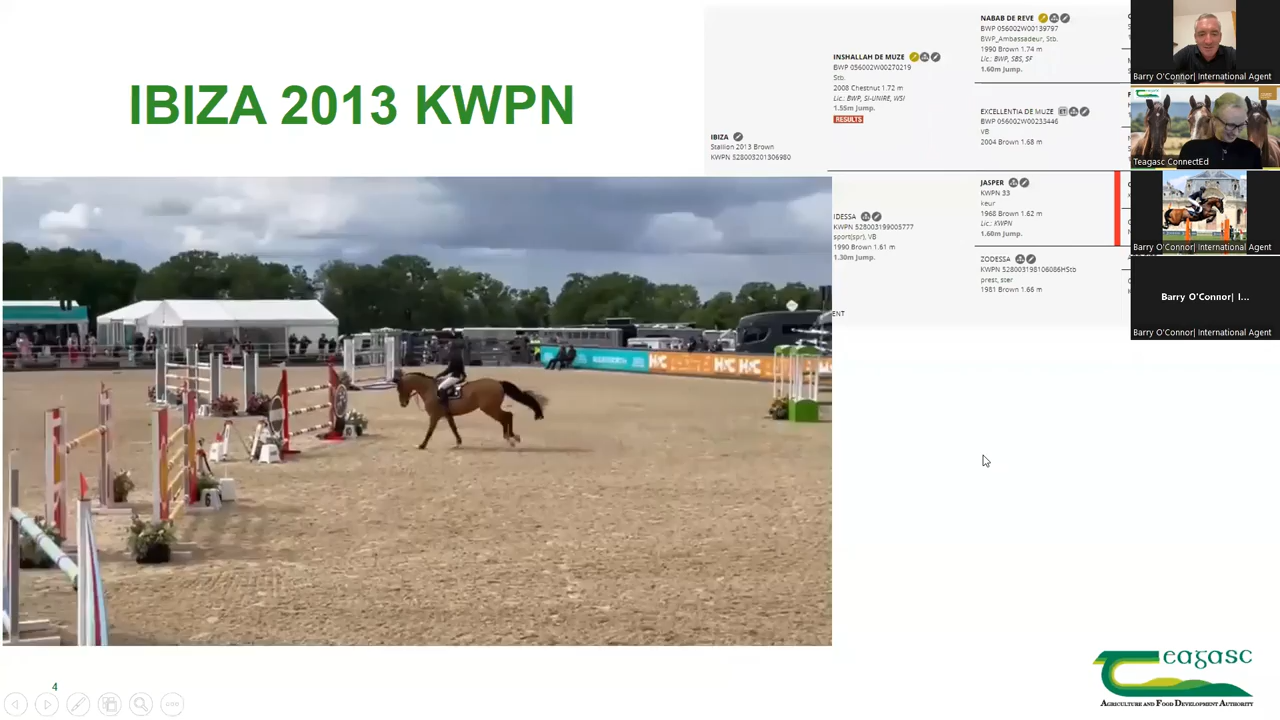 IBIZA 2013 KWPN
IBIZA
Stallion 2013 Brown
KWPN 528003201306980
INSHALLAH DE MUZE
BWP 056002W00270219
Stb.
2008 Chestnut 1.72 m
Lic.: BWP, SI-UNIRE, WSI
1.55m Jump.
RESULTS
IDESSA
KWPN 528003199005777
sport(spr), VB
1990 Brown 1.61 m
1.30m Jump.
NABAB DE REVE
BWP 056002W00139797
BWP_Ambassadeur, Stb.
1990 Brown 1.74 m
Lic.: BWP, SBS, SF
1.60m Jump.
EXCELLENTIA DE MUZE
BWP 056002W00233446
VB
2004 Brown 1.68 m
JASPER
KWPN 33
keur
1968 Brown 1.62 m
Lic.: KWPN
1.60m Jump.
ZODESSA
KWPN 528003198106086HStb
prest, ster
1981 Brown 1.66 m
ENT
Barry O'Connor| International Agent
Teagasc ConnectEd
Barry O'Connor| International Agent
Barry O'Connor| I...
Barry O'Connor| International Agent
4
eagasc
AGRICULTURE AND FOOD DEVELOPMENT AUTHORITY